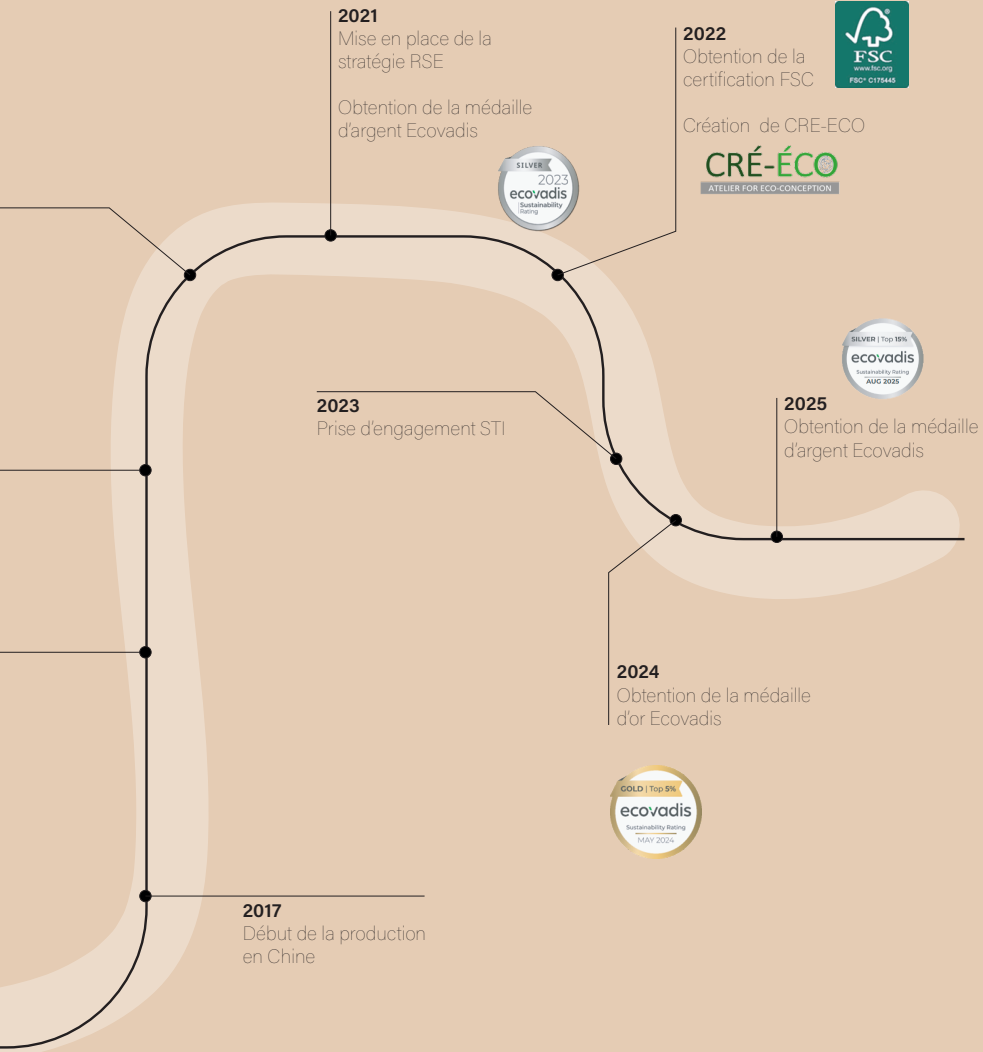 2021
Mise en place de la
stratégie RSE
Obtention de la médaille
d'argent Ecovadis
SILVER
2023
ecovadis
Sustainability
Rating
2022
Obtention de la
certification FSC
FSC
www.fsc.org
FSC® C175445
Création de CRE-ECO
CRÉ-ÉCO
ATELIER FOR ECO-CONCEPTION
2023
Prise d'engagement STI
SILVER | Top 15%
ecovadis
Sustainability Rating
AUG 2025
2025
Obtention de la médaille
d'argent Ecovadis
2024
Obtention de la médaille
d'or Ecovadis
GOLD | Top 5%
ecovadis
Sustainability Rating
MAY 2024
2017
Début de la production
en Chine